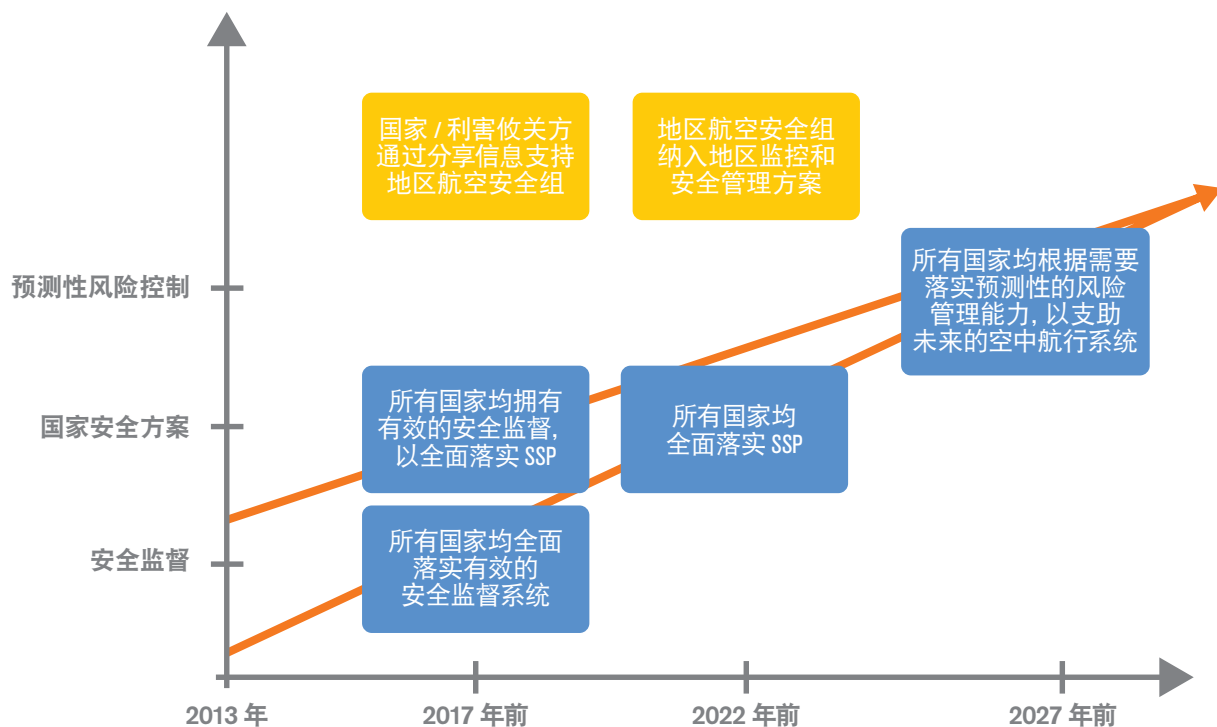 国家 / 利害攸关方
通过分享信息支持
地区航空安全组
地区航空安全组
纳入地区监控和
安全管理方案
预测性风险控制
所有国家均根据需要
落实预测性的风险
管理能力, 以支助
未来的空中航行系统
国家安全方案
所有国家均拥有
有效的安全监督,
以全面落实 SSP
所有国家均
全面落实 SSP
安全监督
所有国家均全面
落实有效的
安全监督系统
2013 年
2017 年前
2022 年前
2027 年前